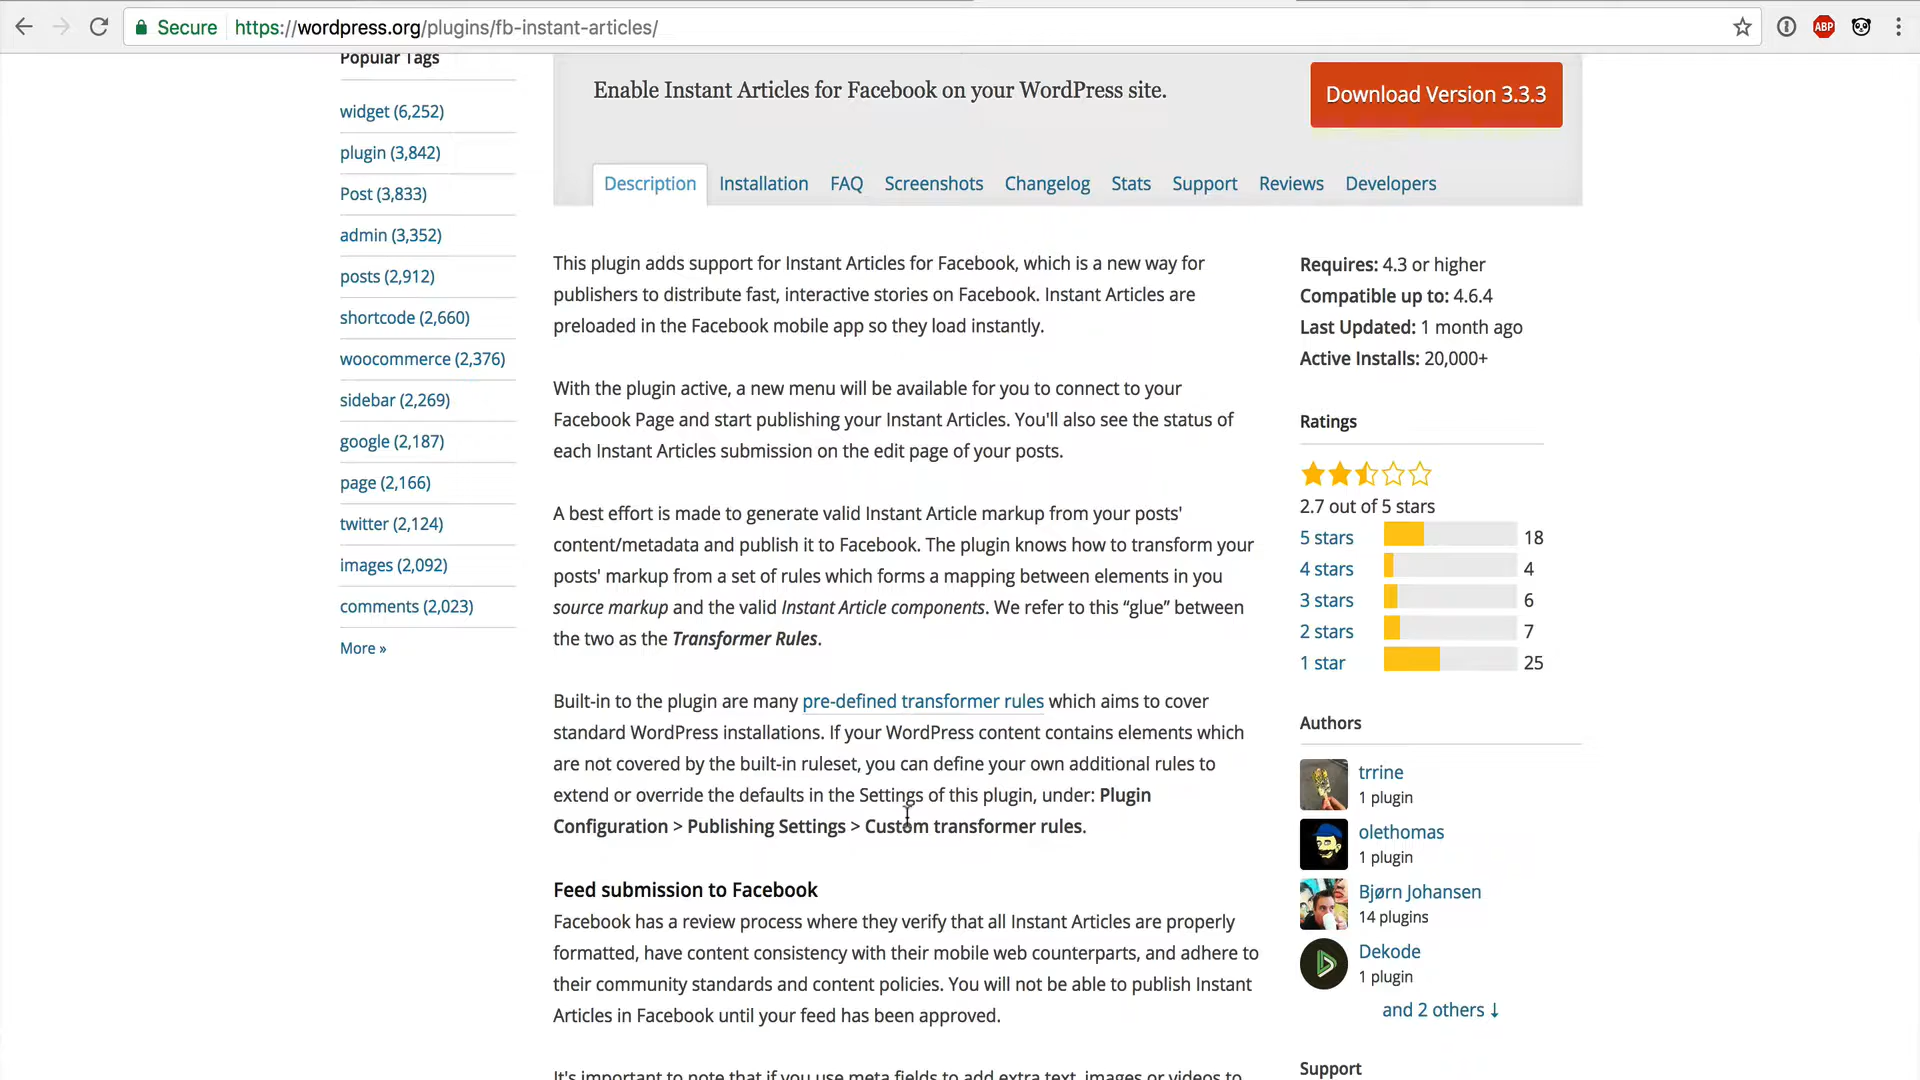 Secure https://wordpress.org/plugins/fb-instant-articles/
ABP
Popular Tags
widget (6,252)
plugin (3,842)
Post (3,833)
admin (3,352)
posts (2,912)
shortcode (2,660)
woocommerce (2,376)
sidebar (2,269)
google (2,187)
page (2,166)
twitter (2,124)
images (2,092)
comments (2,023)
More »
Enable Instant Articles for Facebook on your WordPress site.
Download Version 3.3.3
Description Installation FAQ Screenshots Changelog Stats Support Reviews Developers
This plugin adds support for Instant Articles for Facebook, which is a new way for
publishers to distribute fast, interactive stories on Facebook. Instant Articles are
preloaded in the Facebook mobile app so they load instantly.
With the plugin active, a new menu will be available for you to connect to your
Facebook Page and start publishing your Instant Articles. You'll also see the status of
each Instant Articles submission on the edit page of your posts.
A best effort is made to generate valid Instant Article markup from your posts'
content/metadata and publish it to Facebook. The plugin knows how to transform your
posts' markup from a set of rules which forms a mapping between elements in you
source markup and the valid Instant Article components. We refer to this “glue” between
the two as the Transformer Rules.
Built-in to the plugin are many pre-defined transformer rules which aims to cover
standard WordPress installations. If your WordPress content contains elements which
are not covered by the built-in ruleset, you can define your own additional rules to
extend or override the defaults in the Settings of this plugin, under: Plugin
Configuration > Publishing Settings > Custom transformer rules.
Feed submission to Facebook
Facebook has a review process where they verify that all Instant Articles are properly
formatted, have content consistency with their mobile web counterparts, and adhere to
their community standards and content policies. You will not be able to publish Instant
Articles in Facebook until your feed has been approved.
It's important to note that if you use meta fields to add extra text, images or videos to
Requires: 4.3 or higher
Compatible up to: 4.6.4
Last Updated: 1 month ago
Active Installs: 20,000+
Ratings
2.7 out of 5 stars
5 stars 18
4 stars 4
3 stars 6
2 stars 7
1 star 25
Authors
trrine
1 plugin
olethomas
1 plugin
Bjørn Johansen
14 plugins
Dekode
1 plugin
and 2 others ↓
Support